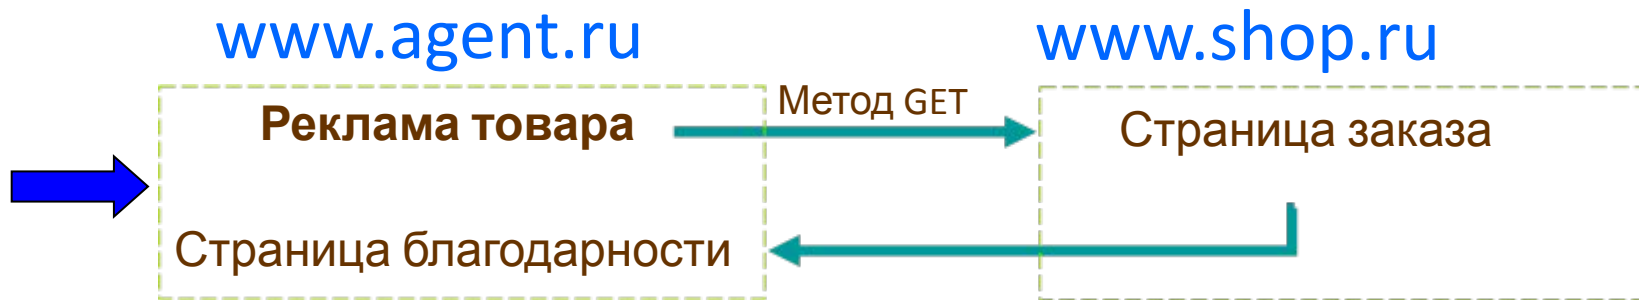 www.agent.ru
www.shop.ru
Реклама товара
Метод GET
Страница заказа
Страница благодарности